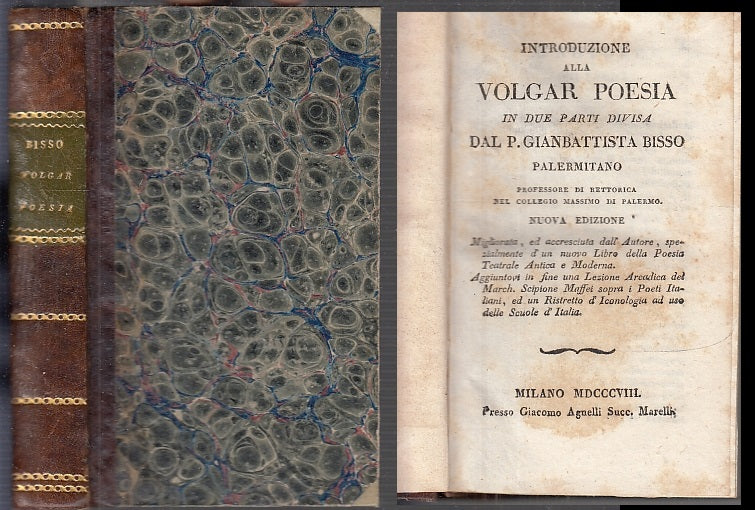 BISSO
VOLGAR
POESIA
INTRODUZIONE
ALLA
VOLGAR POESIA
IN DUE PARTI DIVISA
DAL P. GIANBATTISTA BISSO
PALERMITANO
PROFESSORE DI RETTORICA
NEL COLLEGIO MASSIMO DI PALERMO.
NUOVA EDIZIONE
Migliorata, ed accresciuta dall' Autore, spe-
zialmente d'un nuovo Libro della Poesia
Teatrale Antica e Moderna.
Aggiuntovi in fine una Lezione Arcadica del
March. Scipione Maffei sopra i Poeti Ita-
liani, ed un Ristretto d'Iconologia ad uso
delle Scuole d'Italia.
MILANO MDCCCVIII.
Presso Giacomo Agnelli Succ. Marelli.